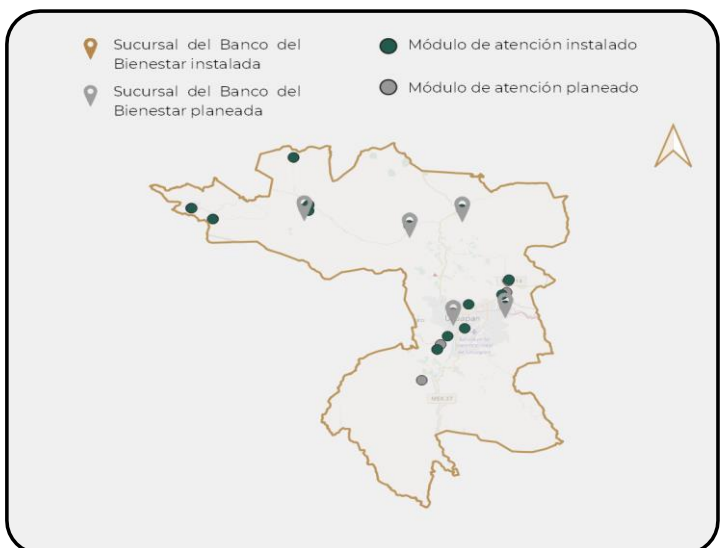 Sucursal del Banco del
Bienestar instalada
Módulo de atención instalado
Sucursal del Banco del
Bienestar planeada
Módulo de atención planeado